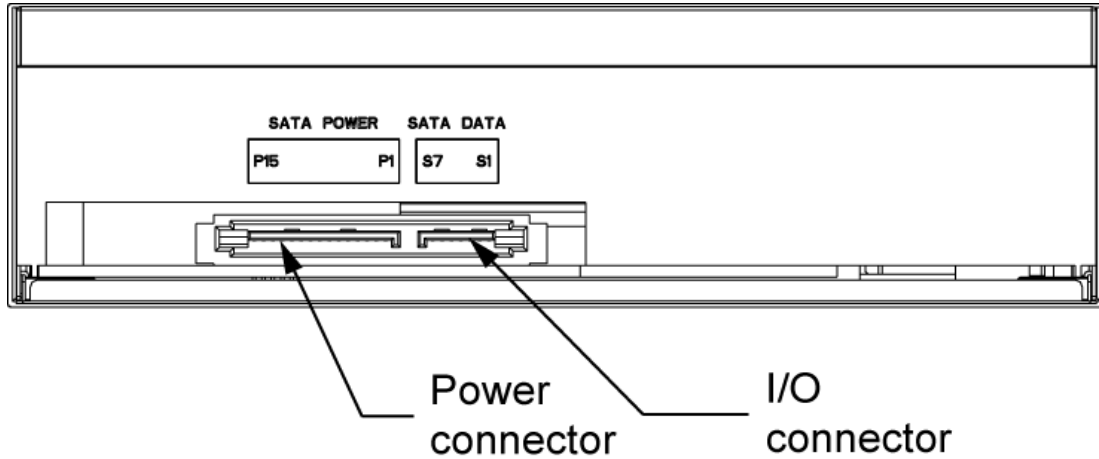 SATA POWER SATA DATA
P15 P1 S7 S1
Power
connector
I/O
connector